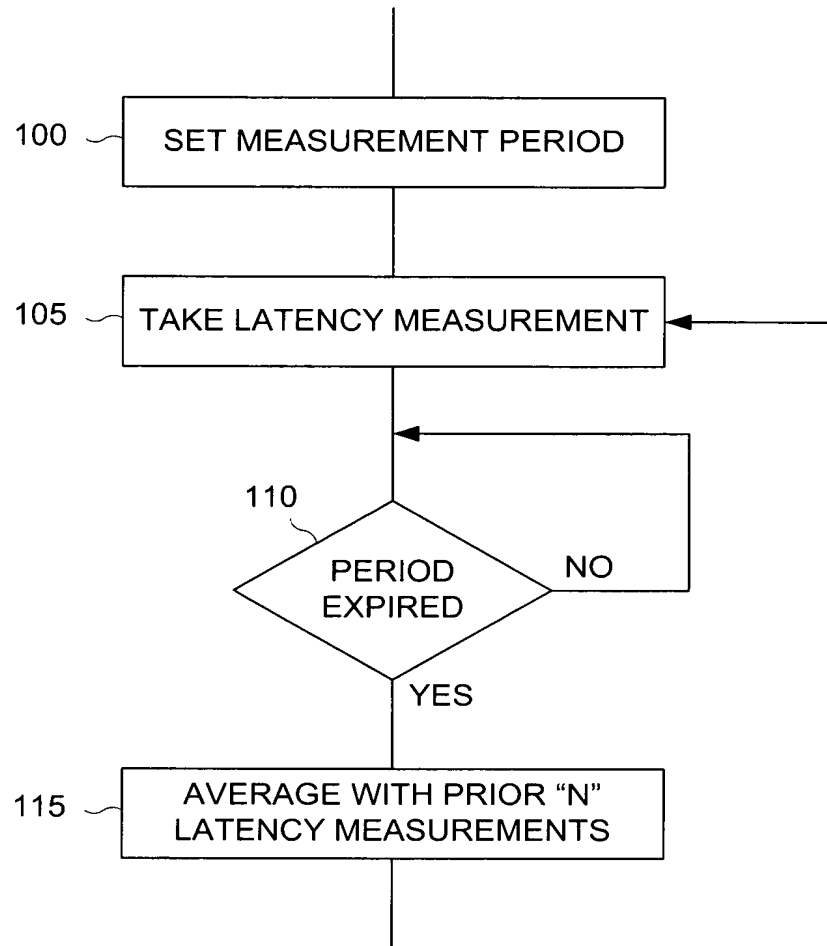 100
SET MEASUREMENT PERIOD
105
TAKE LATENCY MEASUREMENT
110
PERIOD
EXPIRED
NO
YES
115
AVERAGE WITH PRIOR “N”
LATENCY MEASUREMENTS